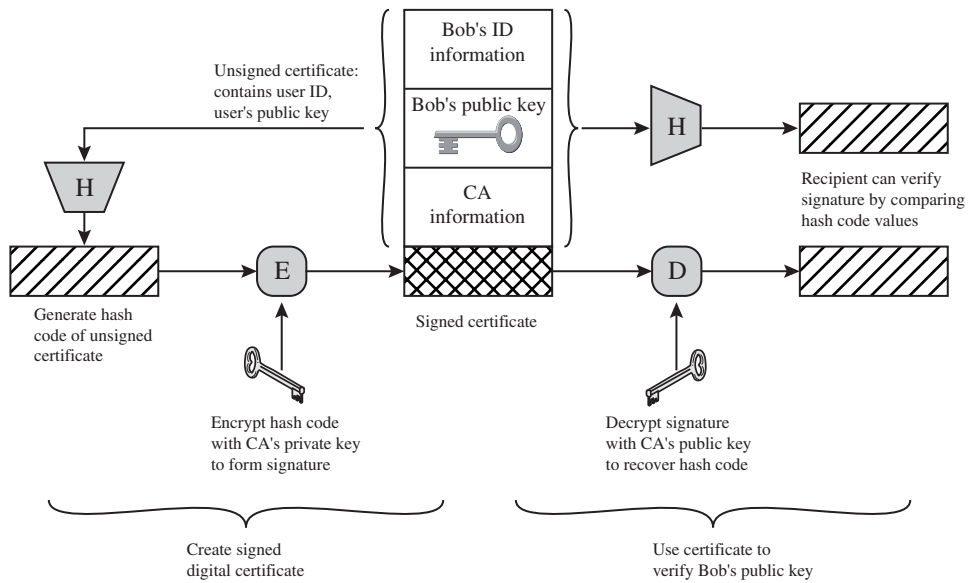 Bob's ID
information
Unsigned certificate:
contains user ID,
user's public key
Bob's public key
H
H
CA
information
Recipient can verify
signature by comparing
hash code values
E
D
Generate hash
code of unsigned
certificate
Signed certificate
Encrypt hash code
with CA's private key
to form signature
Decrypt signature
with CA's public key
to recover hash code
Create signed
digital certificate
Use certificate to
verify Bob's public key